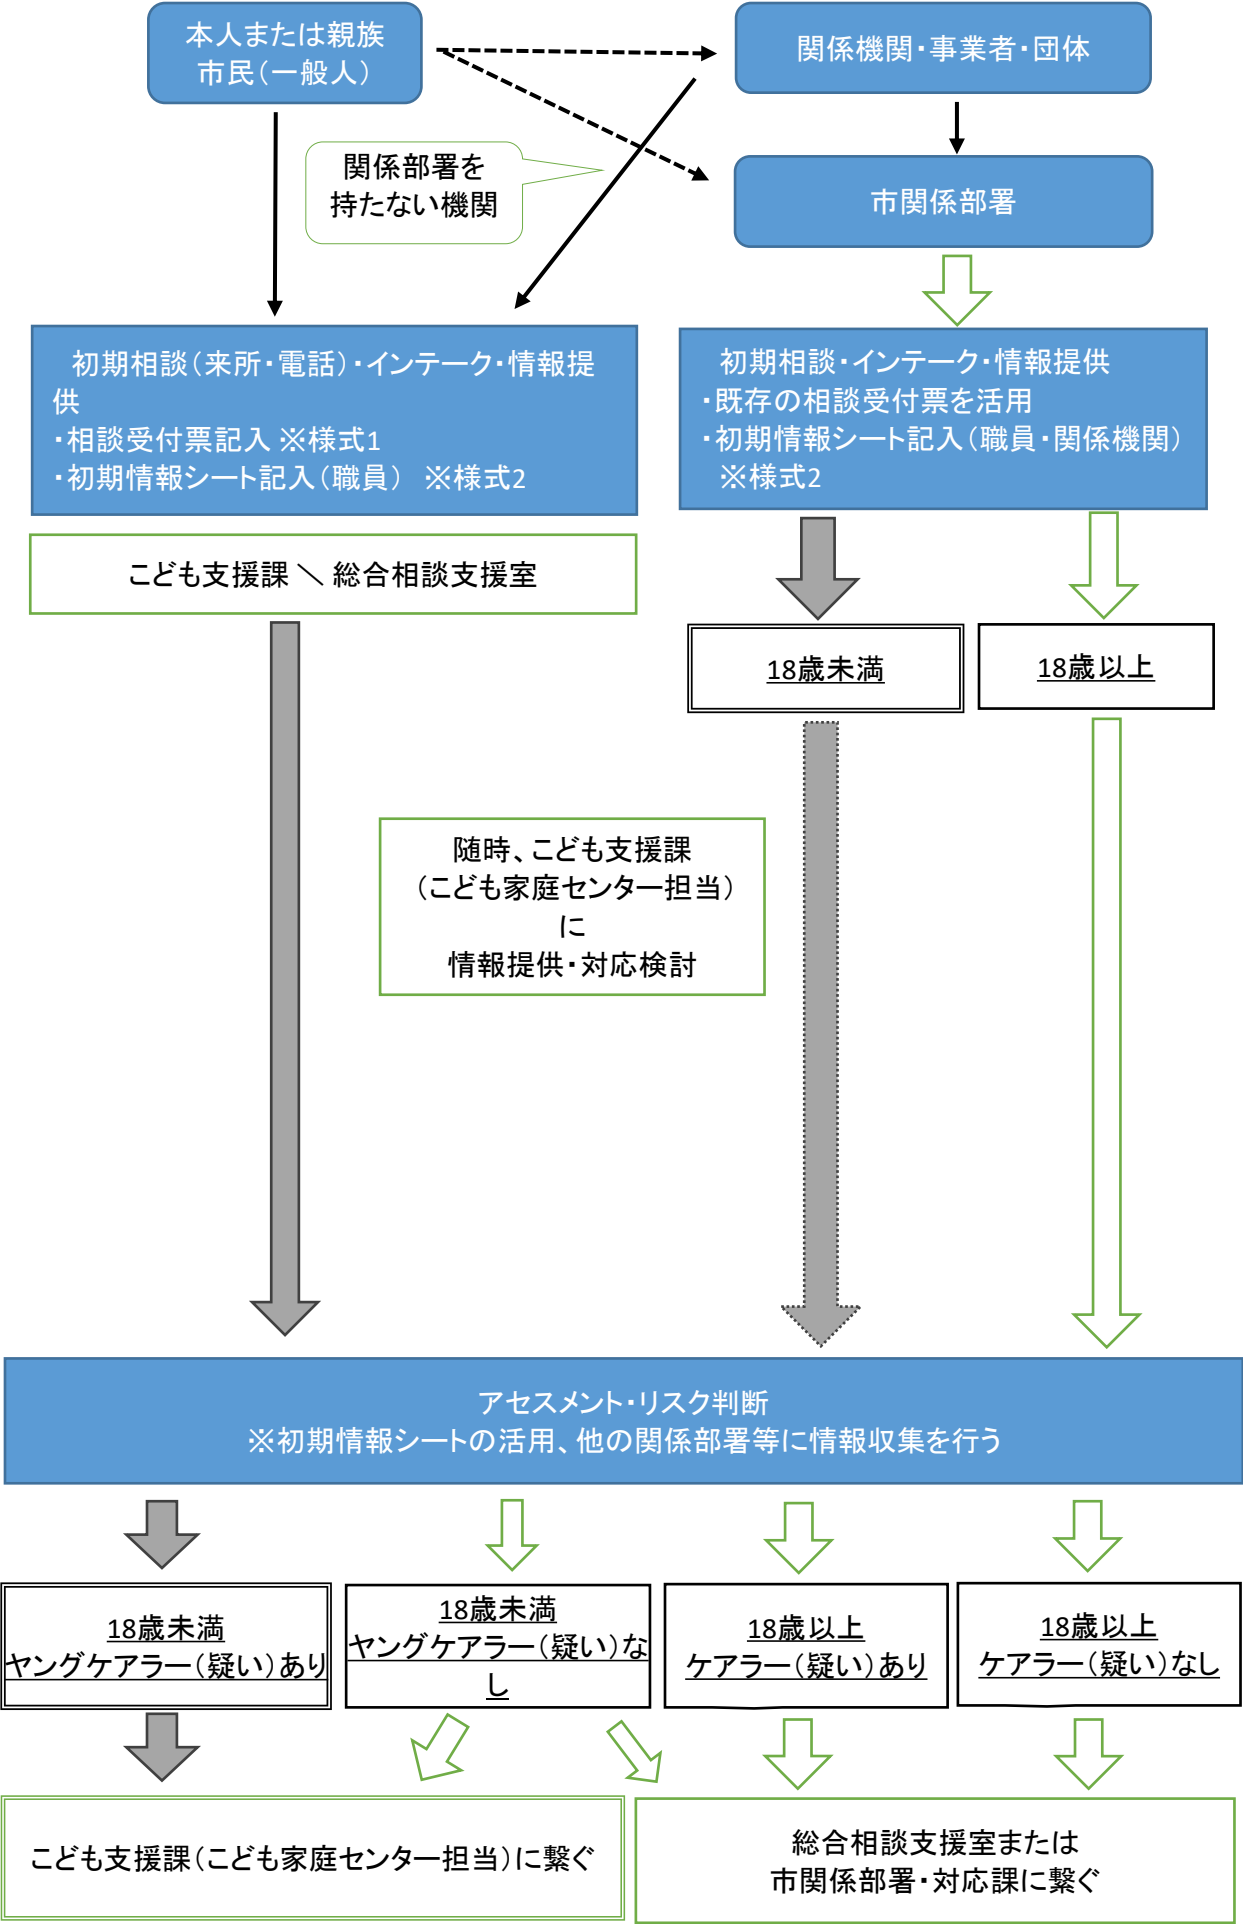 本人または親族
市民（一般人）
関係機関・事業者・団体
関係部署を
持たない機関
市関係部署
初期相談（来所・電話）・インテーク・情報提
供
・相談受付票記入 ※様式1
・初期情報シート記入（職員） ※様式2
初期相談・インテーク・情報提供
・既存の相談受付票を活用
・初期情報シート記入（職員・関係機関）
※様式2
こども支援課 ＼ 総合相談支援室
18歳未満
18歳以上
随時、こども支援課
（こども家庭センター担当）
に
情報提供・対応検討
アセスメント・リスク判断
※初期情報シートの活用、他の関係部署等に情報収集を行う
18歳未満
ヤングケアラー（疑い）あり
18歳未満
ヤングケアラー（疑い）な
し
18歳以上
ケアラー（疑い）あり
18歳以上
ケアラー（疑い）なし
こども支援課（こども家庭センター担当）に繋ぐ
総合相談支援室または
市関係部署・対応課に繋ぐ